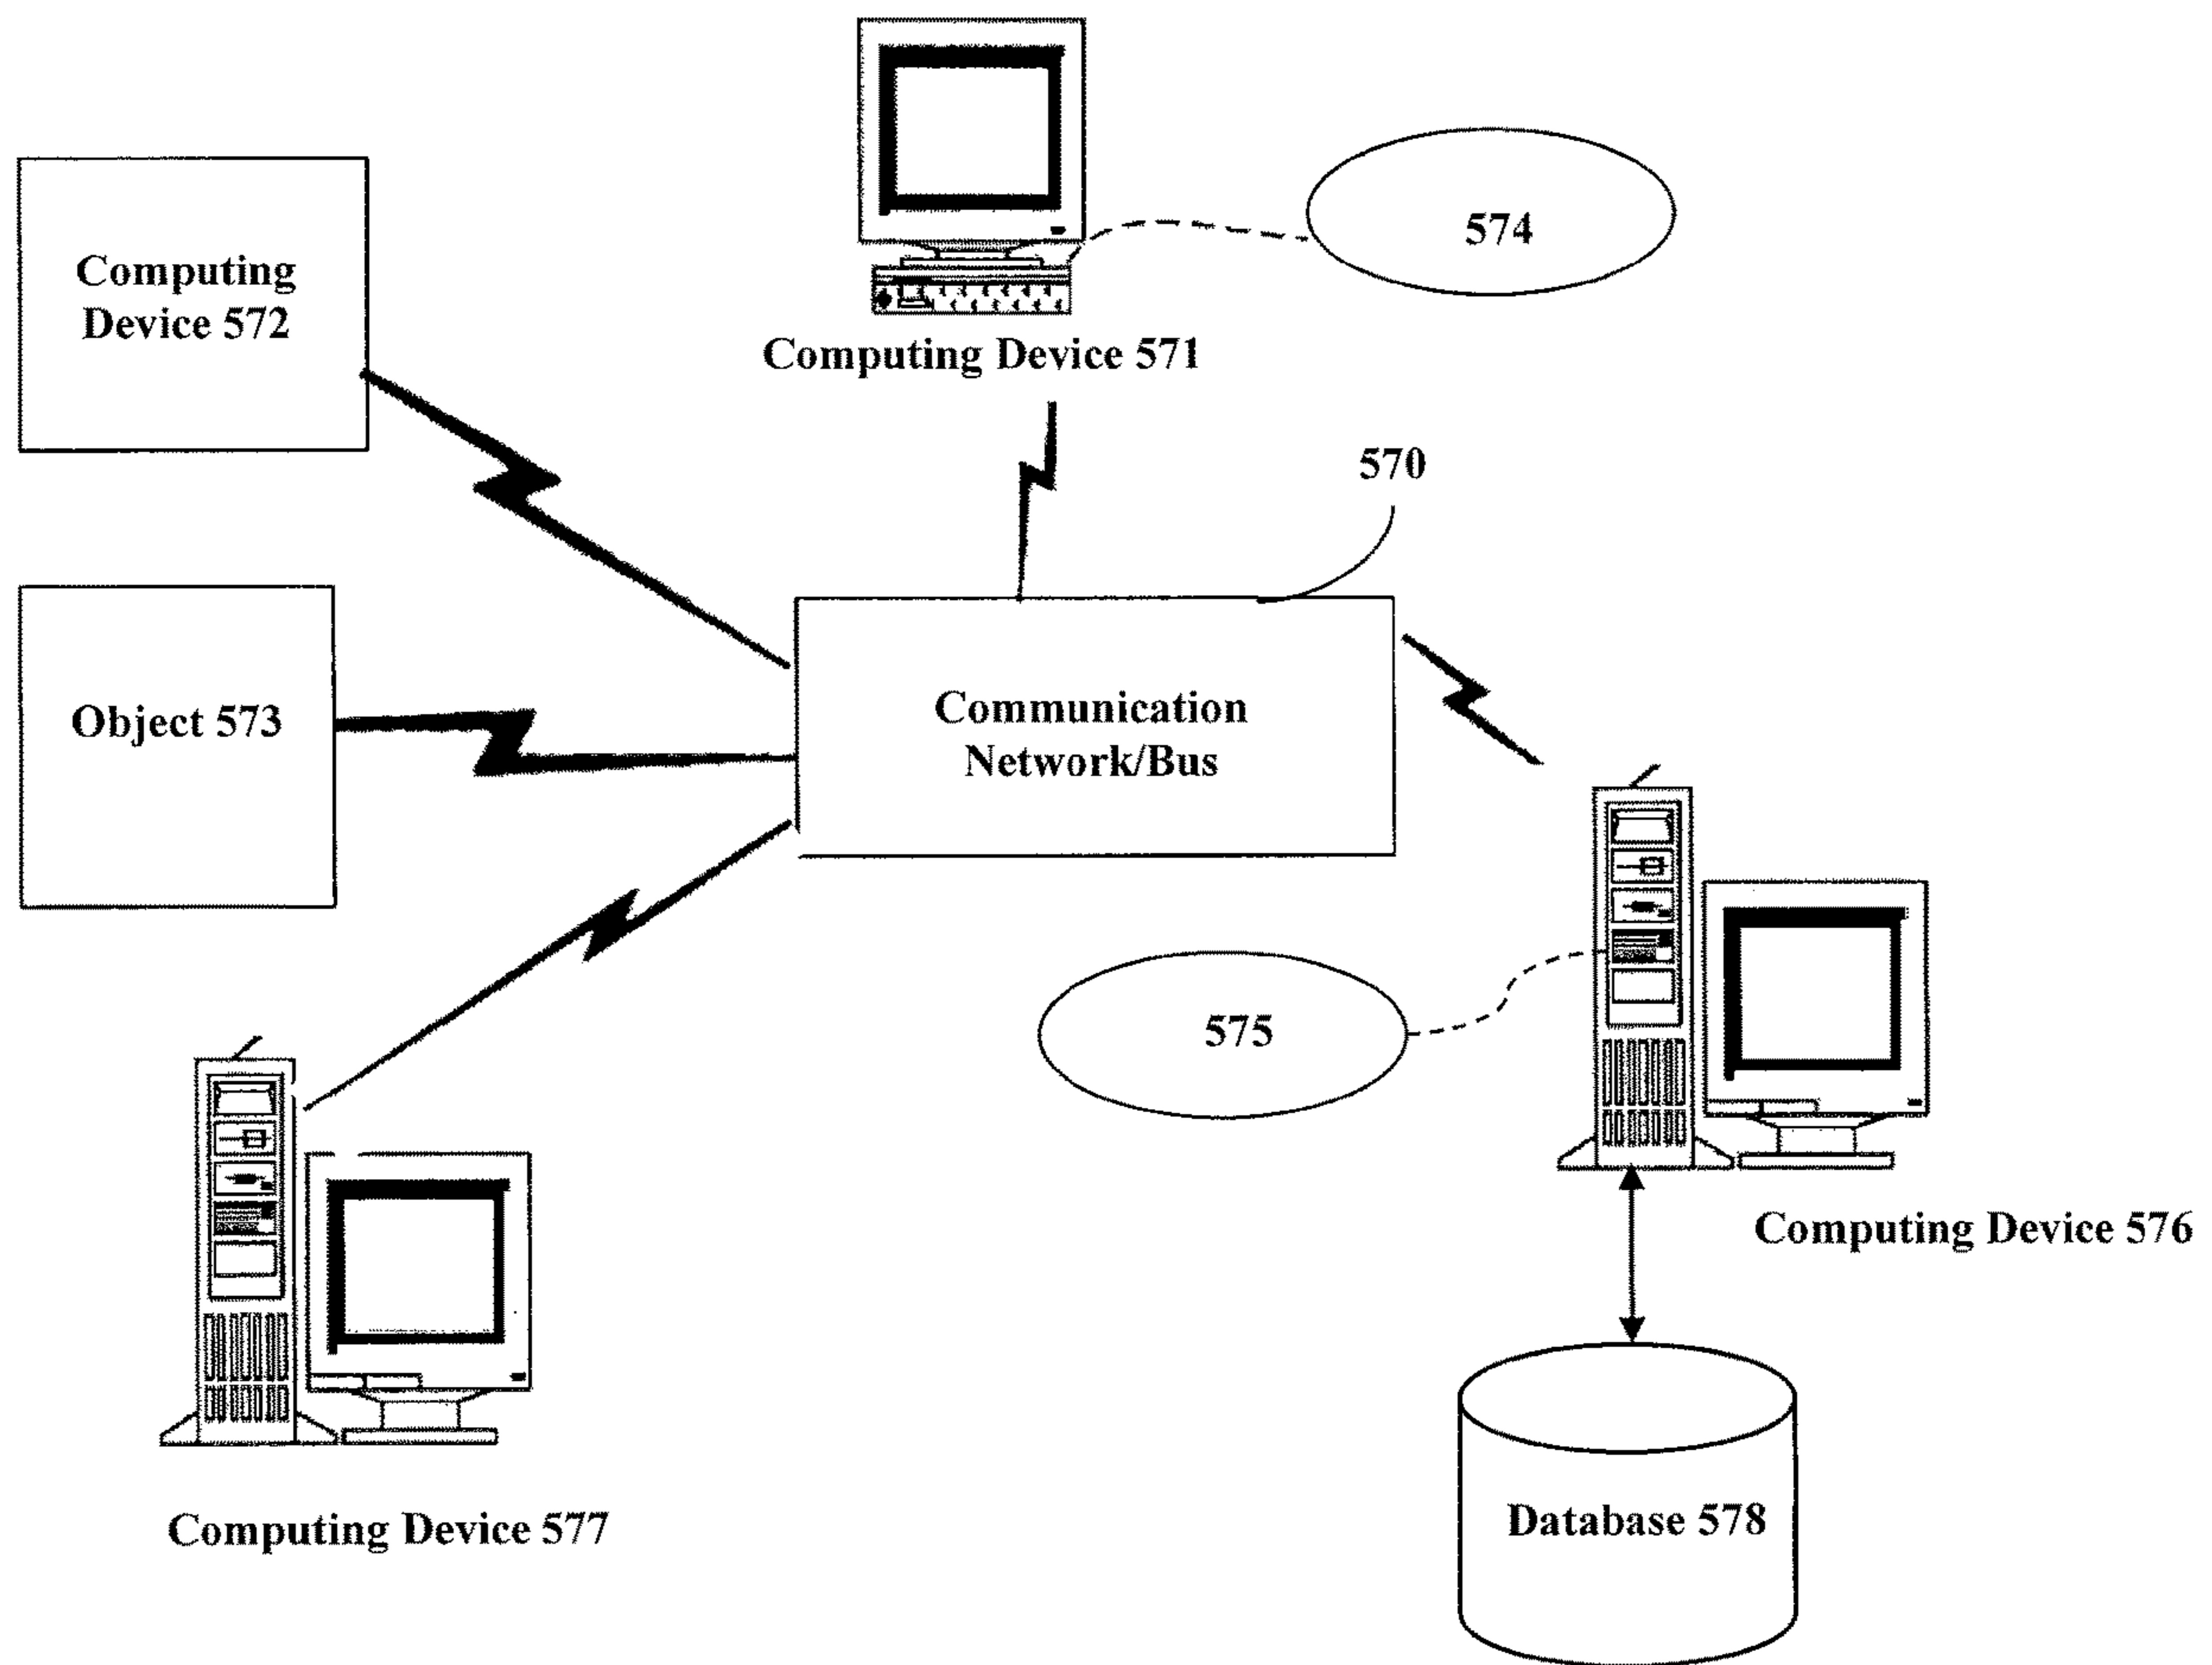 574
Computing
Device 572
Computing Device 571
570
Object 573
Communication
Network/Bus
575
Computing Device 576
Computing Device 577
Database 578